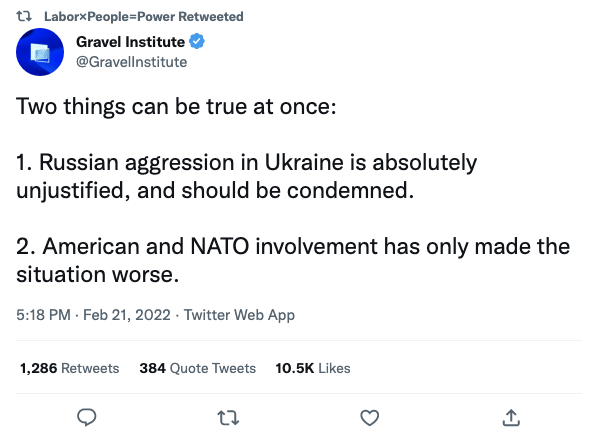 Labor×People=Power Retweeted
Gravel Institute
@GravelInstitute
Two things can be true at once:
1. Russian aggression in Ukraine is absolutely
unjustified, and should be condemned.
2. American and NATO involvement has only made the
situation worse.
5:18 PM · Feb 21, 2022 · Twitter Web App
1,286 Retweets 384 Quote Tweets 10.5K Likes